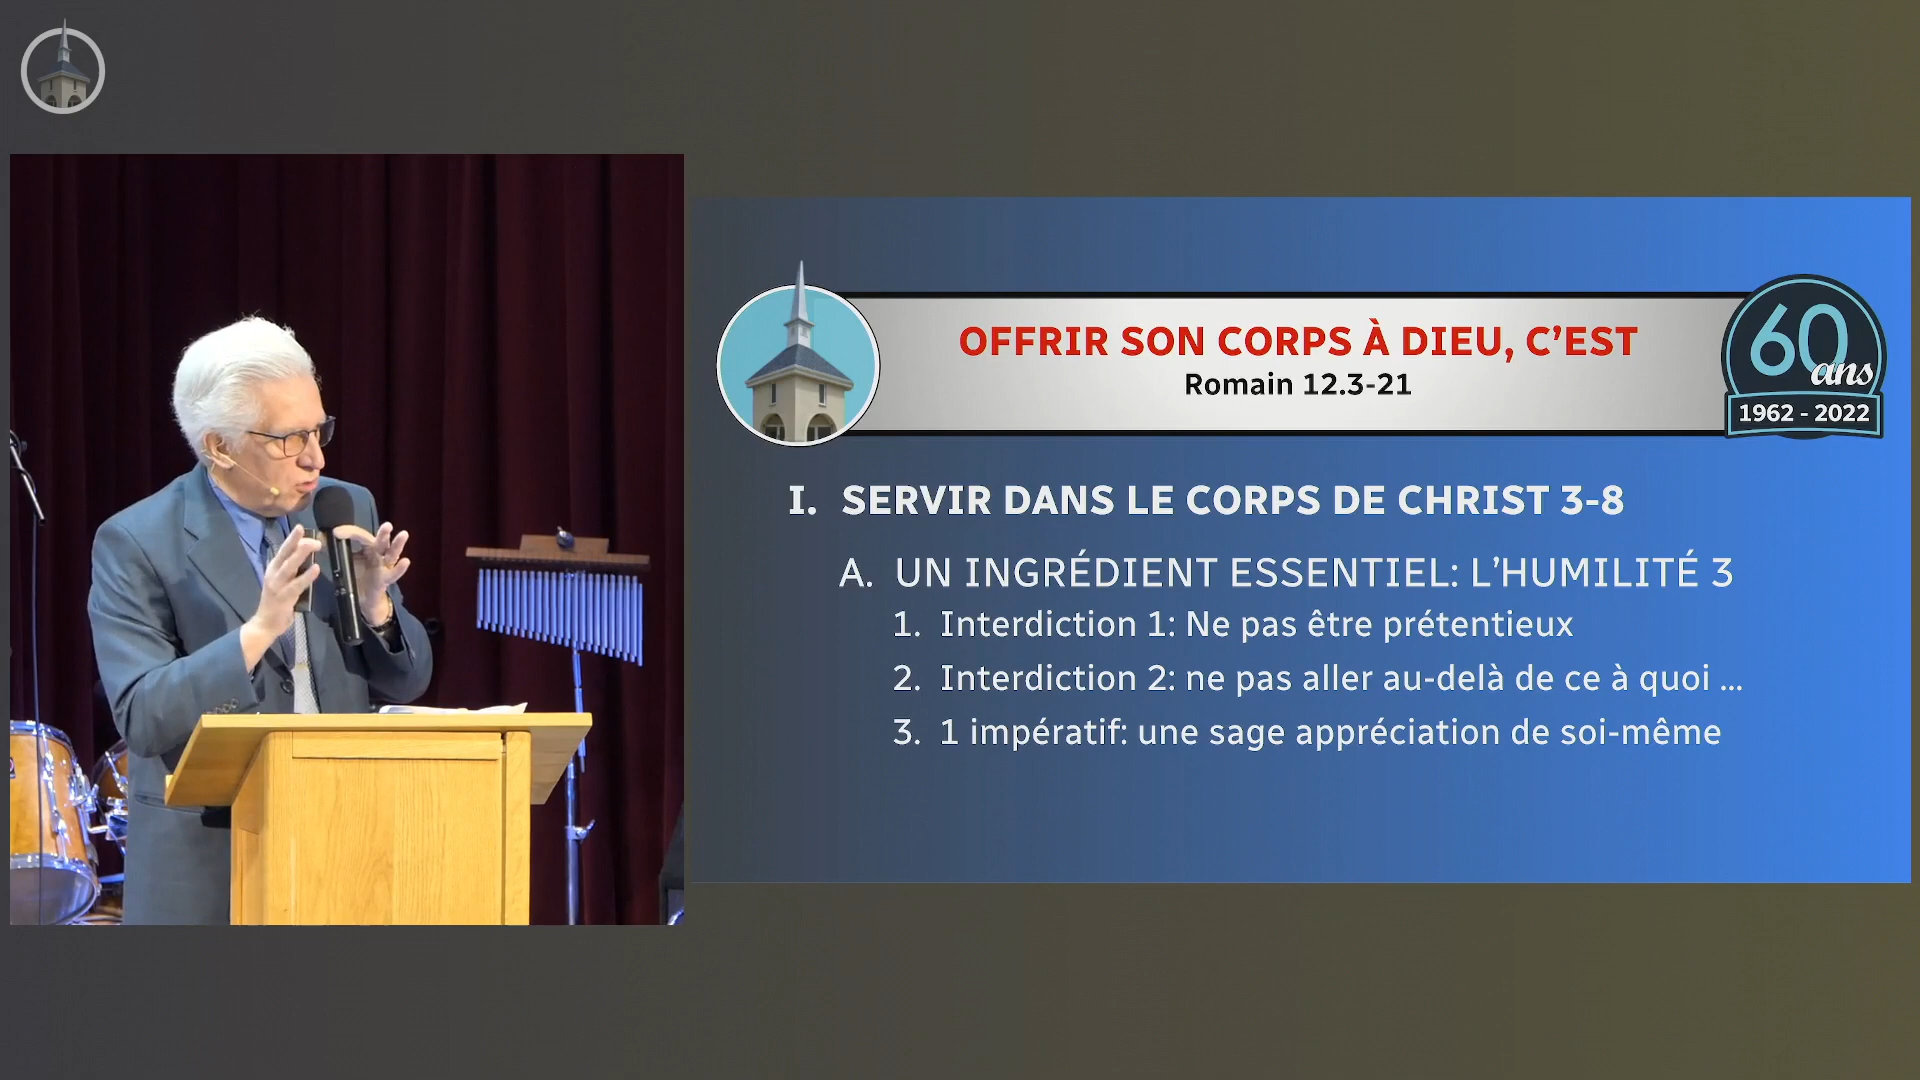 OFFRIR SON CORPS À DIEU, C’EST
Romain 12.3-21
60
ans
1962 - 2022
I. SERVIR DANS LE CORPS DE CHRIST 3-8
A. UN INGRÉDIENT ESSENTIEL: L’HUMILITÉ 3
1. Interdiction 1: Ne pas être prétentieux
2. Interdiction 2: ne pas aller au-delà de ce à quoi ...
3. 1 impératif: une sage appréciation de soi-même